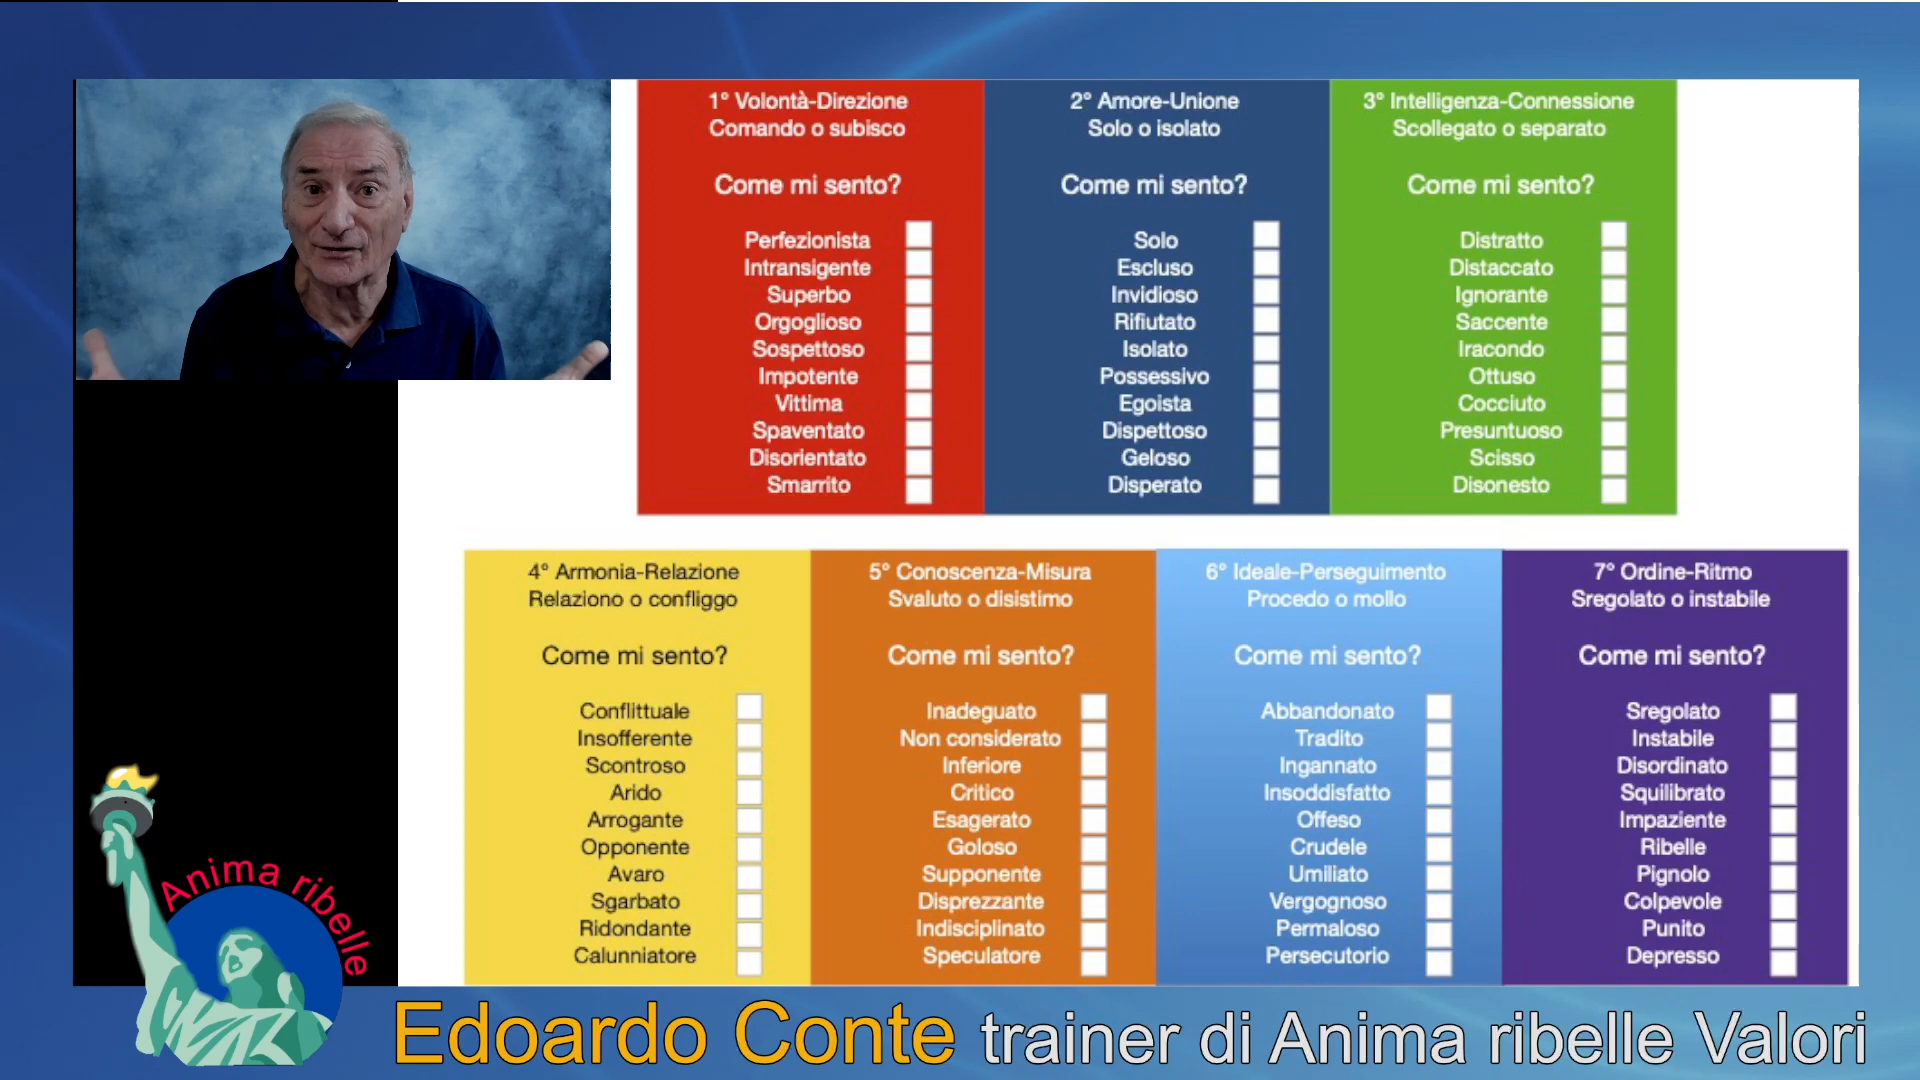 1° Volontà-Direzione
Comando o subisco
Come mi sento?
Perfezionista
Intransigente
Superbo
Orgoglioso
Sospettoso
Impotente
Vittima
Spaventato
Disorientato
Smarrito
2° Amore-Unione
Solo o isolato
Come mi sento?
Solo
Escluso
Invidioso
Rifiutato
Isolato
Possessivo
Egoista
Dispettoso
Geloso
Disperato
3° Intelligenza-Connessione
Scollegato o separato
Come mi sento?
Distratto
Distaccato
Ignorante
Saccente
Iracondo
Ottuso
Cocciuto
Presuntuoso
Scisso
Disonesto
4° Armonia-Relazione
Relaziono o confliggo
Come mi sento?
Conflittuale
Insofferente
Scontroso
Arido
Arrogante
Opponente
Avaro
Sgarbato
Ridondante
Calunniatore
5° Conoscenza-Misura
Svaluto o disistimo
Come mi sento?
Inadeguato
Non considerato
Inferiore
Critico
Esagerato
Goloso
Supponente
Disprezzante
Indisciplinato
Speculatore
6° Ideale-Perseguimento
Procedo o mollo
Come mi sento?
Abbandonato
Tradito
Ingannato
Insoddisfatto
Offeso
Crudele
Umiliato
Vergognoso
Permaloso
Persecutorio
7° Ordine-Ritmo
Sregolato o instabile
Come mi sento?
Sregolato
Instabile
Disordinato
Squilibrato
Impaziente
Ribelle
Pignolo
Colpevole
Punito
Depresso
Anima ribelle
Edoardo Conte trainer di Anima ribelle Valori